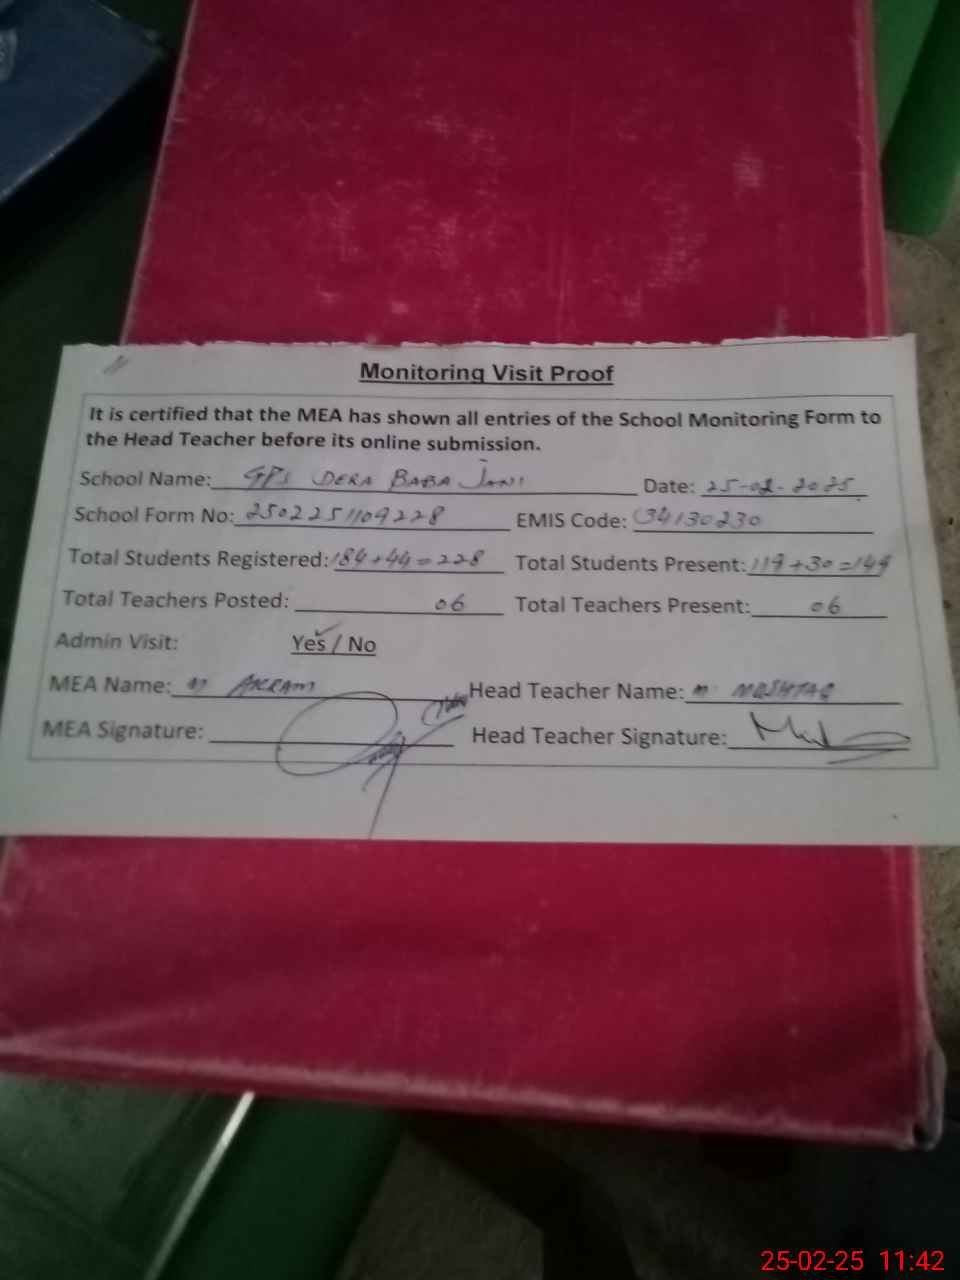 Monitoring Visit Proof
It is certified that the MEA has shown all entries of the School Monitoring Form to
the Head Teacher before its online submission.
School Name: GPS DERA BABA JANI Date: 25-02-2025
School Form No: 2502251109228 EMIS Code: 34130230
Total Students Registered: 184+44=228 Total Students Present: 119+30=149
Total Teachers Posted: 06 Total Teachers Present: 06
Admin Visit: Yes / No
MEA Name: M AKRAM Head Teacher Name: M. MUSHTAQ
MEA Signature: Head Teacher Signature:
25-02-25 11:42